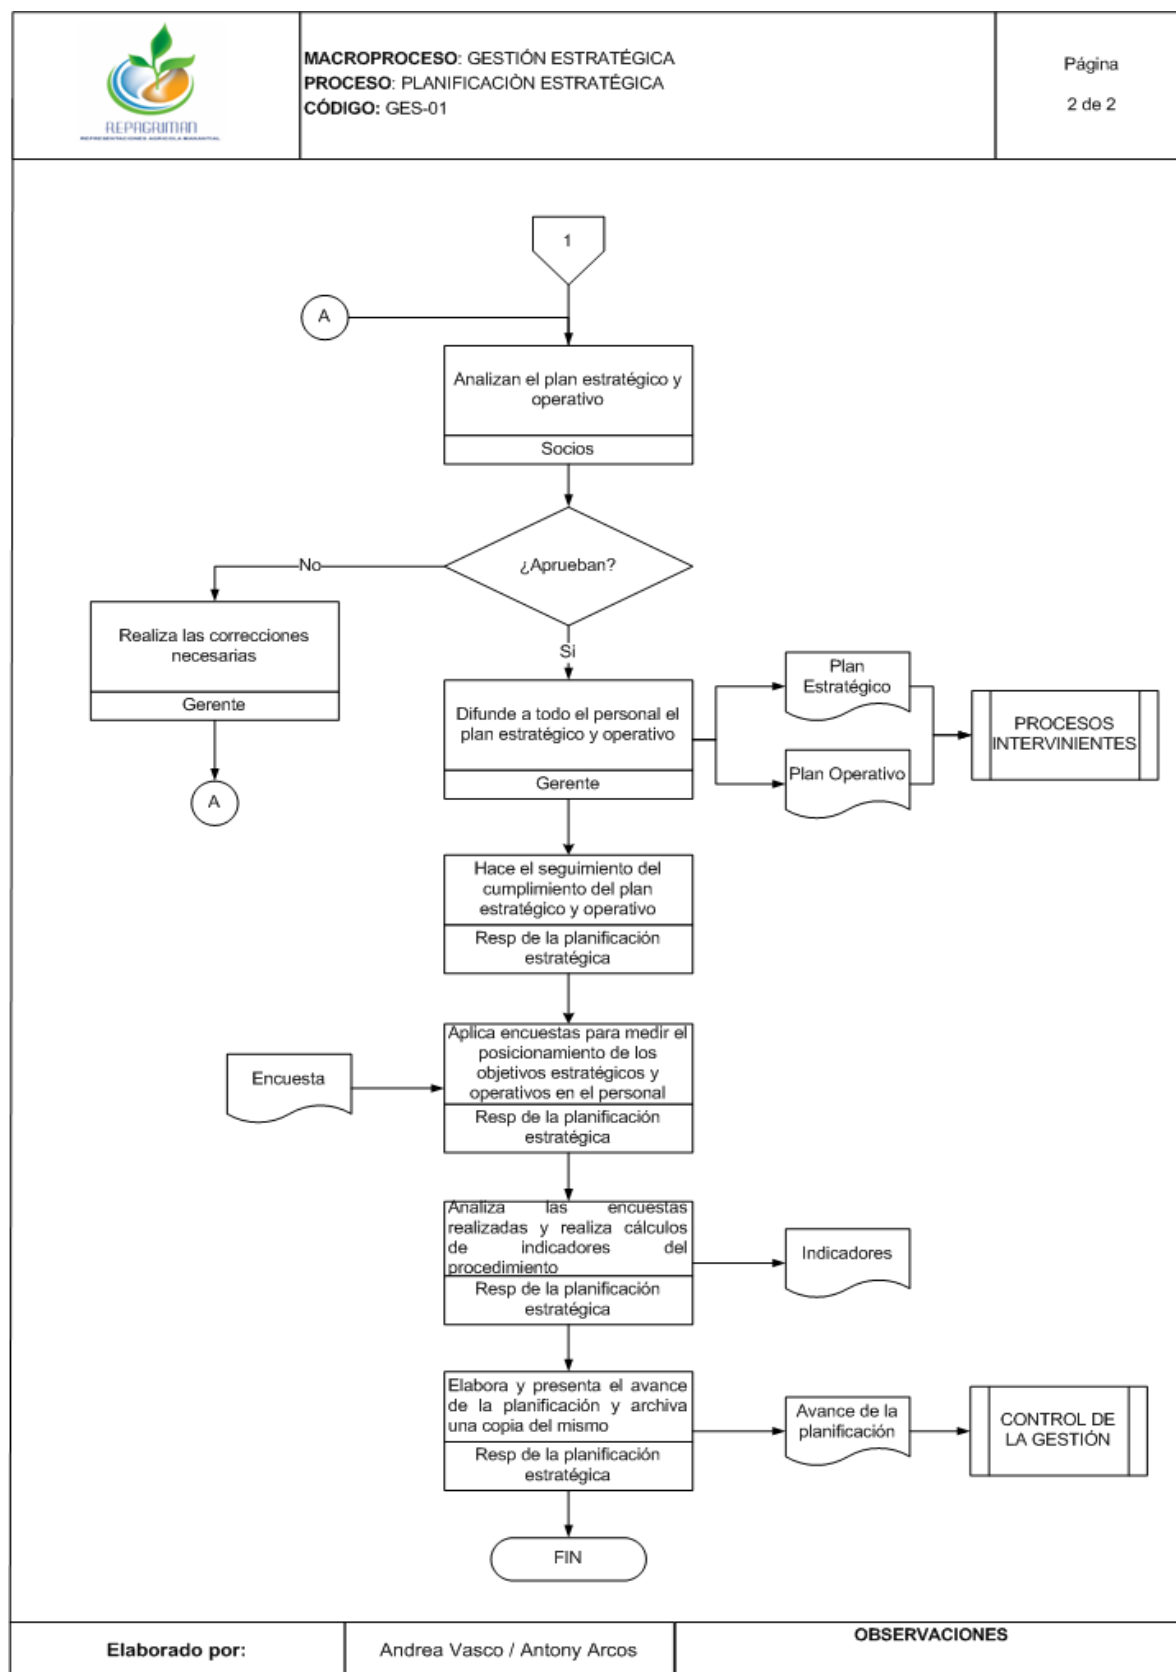 REPAGRIMAN
REPRESENTACIONES AGRICOLA MANANTIAL
MACROPROCESO: GESTIÓN ESTRATÉGICA
PROCESO: PLANIFICACIÒN ESTRATÉGICA
CÓDIGO: GES-01
Página
2 de 2
1
A
Analizan el plan estratégico y
operativo
Socios
¿Aprueban?
No
Realiza las correcciones
necesarias
Gerente
A
Si
Difunde a todo el personal el
plan estratégico y operativo
Gerente
Plan
Estratégico
Plan Operativo
PROCESOS
INTERVINIENTES
Hace el seguimiento del
cumplimiento del plan
estratégico y operativo
Resp de la planificación
estratégica
Encuesta
Aplica encuestas para medir el
posicionamiento de los
objetivos estratégicos y
operativos en el personal
Resp de la planificación
estratégica
Analiza las encuestas
realizadas y realiza cálculos
de indicadores del
procedimiento
Resp de la planificación
estratégica
Indicadores
Elabora y presenta el avance
de la planificación y archiva
una copia del mismo
Resp de la planificación
estratégica
Avance de la
planificación
CONTROL DE
LA GESTIÓN
FIN
Elaborado por:
Andrea Vasco / Antony Arcos
OBSERVACIONES